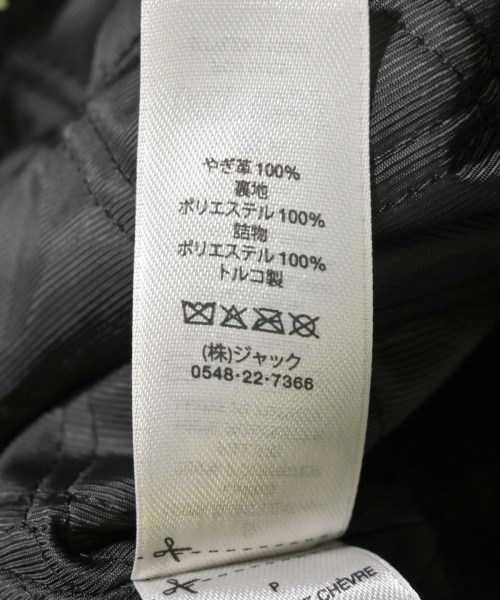 やぎ革100%
裏地
ポリエステル100%
詰物
ポリエステル100%
トルコ製
(株)ジャック
0548·22·7366
P
CHÈVRE